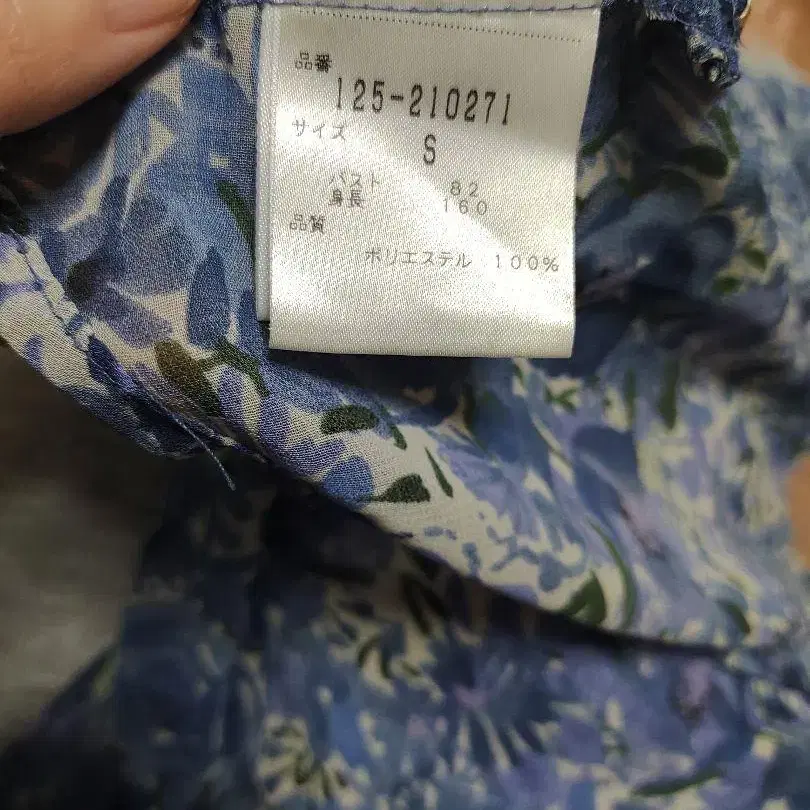 品番
125-210271
サイズ
S
バスト 82
身長 160
品質
ポリエステル 100%